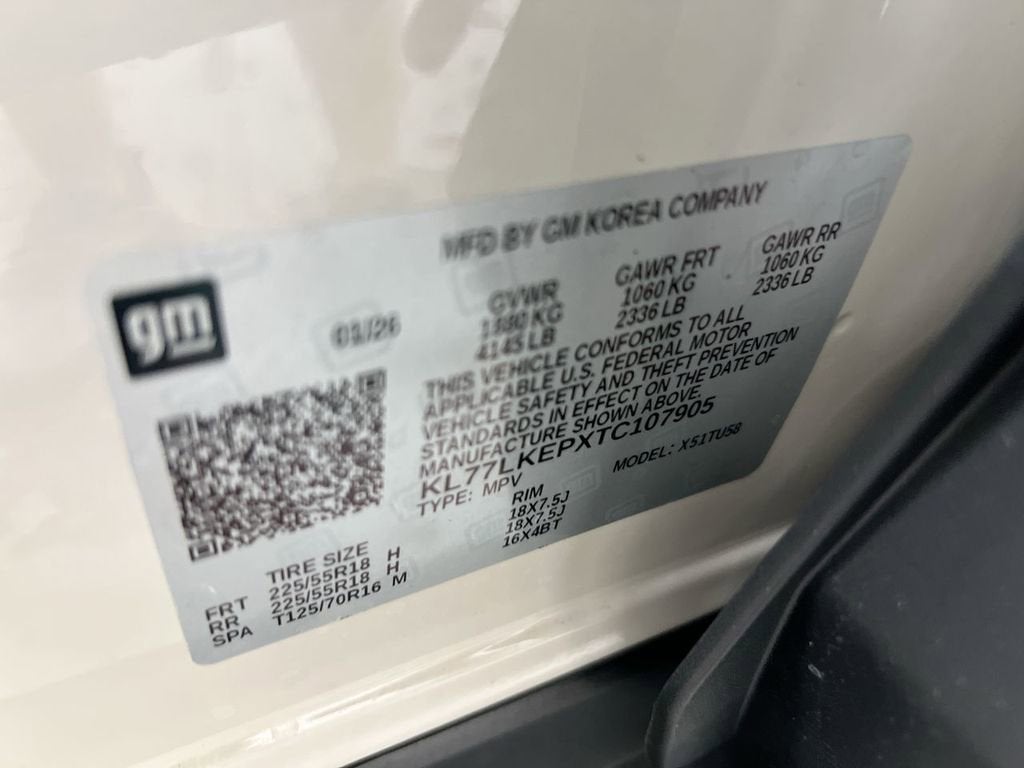 MFD BY GM KOREA COMPANY
gm
01/26
GVWR GAWR FRT GAWR RR
1880 KG 1060 KG 1060 KG
4145 LB 2336 LB 2336 LB
THIS VEHICLE CONFORMS TO ALL
APPLICABLE U.S. FEDERAL MOTOR
VEHICLE SAFETY AND THEFT PREVENTION
STANDARDS IN EFFECT ON THE DATE OF
MANUFACTURE SHOWN ABOVE.
KL77LKEPXTC107905
TYPE: MPV MODEL: X51TU58
TIRE SIZE RIM
FRT 225/55R18 H 18X7.5J
RR 225/55R18 H 18X7.5J
SPA T125/70R16 M 16X4BT